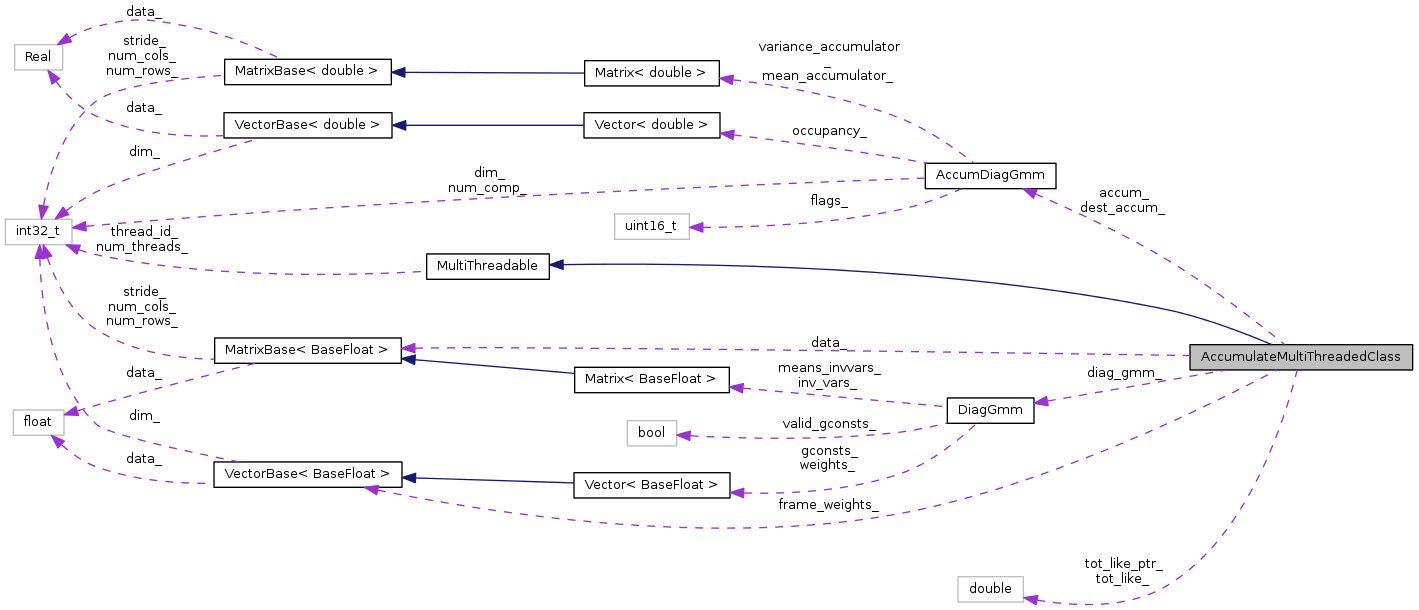 data_
Real
stride_
num_cols_
num_rows_
MatrixBase< double >
variance_accumulator
_
mean_accumulator_
Matrix< double >
data_
VectorBase< double >
Vector< double >
occupancy_
dim_
dim_
num_comp_
AccumDiagGmm
flags_
accum_
dest_accum_
int32_t
uint16_t
thread_id_
num_threads_
MultiThreadable
stride_
num_cols_
num_rows_
MatrixBase< BaseFloat >
data_
AccumulateMultiThreadedClass
data_
means_invvars_
inv_vars_
Matrix< BaseFloat >
diag_gmm_
DiagGmm
float
dim_
bool
valid_gconsts_
data_
gconsts_
weights_
VectorBase< BaseFloat >
Vector< BaseFloat >
frame_weights_
tot_like_ptr_
tot_like_
double